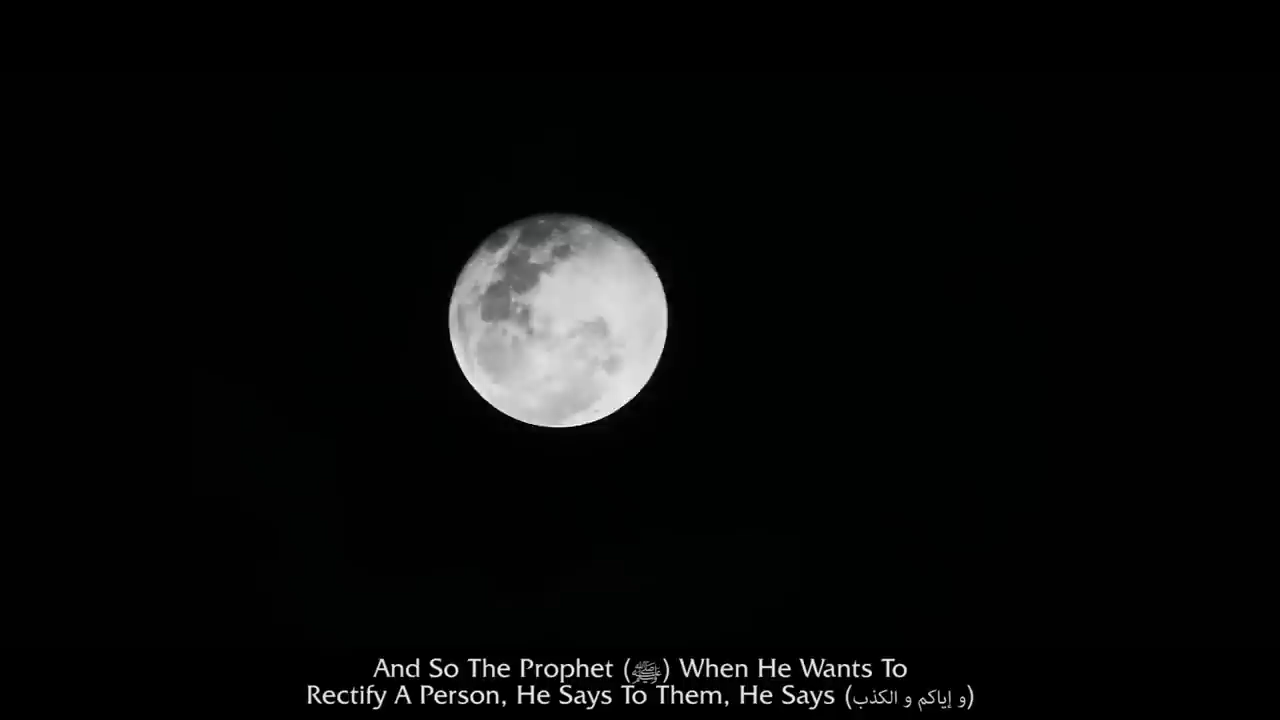 And So The Prophet (ﷺ) When He Wants To
Rectify A Person, He Says To Them, He Says (و إياكم و الكذب)